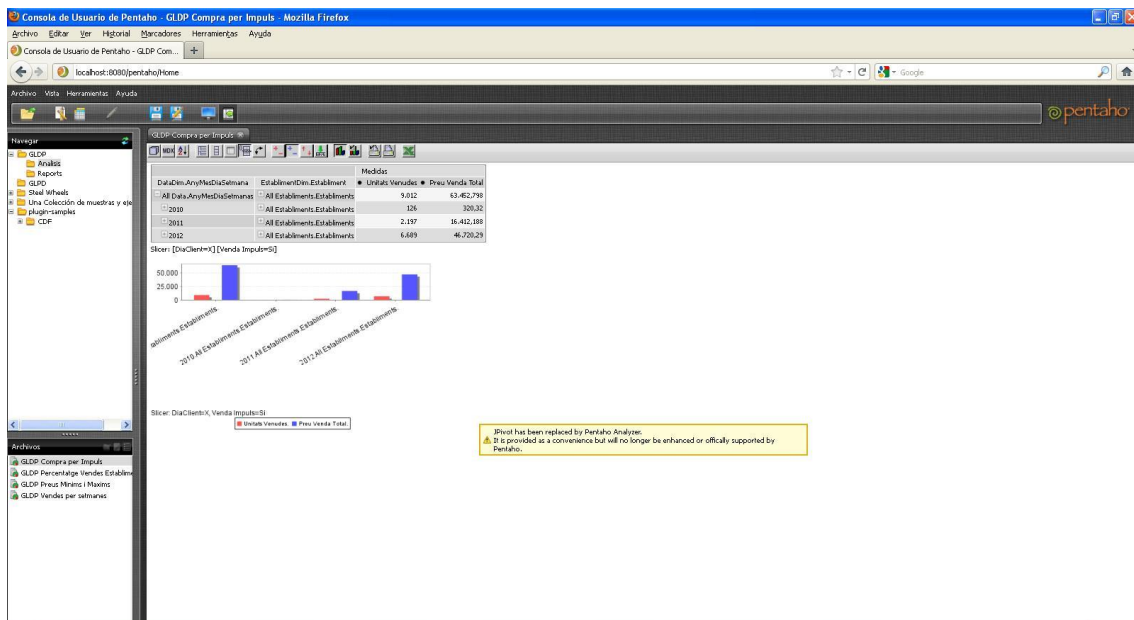 Consola de Usuario de Pentaho - GLDP Compra per Impuls - Mozilla Firefox
Archivo Editar Ver Historial Marcadores Herramientas Ayuda
Consola de Usuario de Pentaho - GLDP Com... +
localhost:8080/pentaho/Home
Google
Archivo Vista Herramientas Ayuda
pentaho
Navegar
GLDP Compra per Impuls
GLDP
Analisis
Reports
GLPD
Steel Wheels
Una Colección de muestras y eje
plugin-samples
CDF
MDX
Medidas
DataDim.AnyMesDiaSetmana EstablimentDim.Establiment Unitats Venudes Preu Venda Total
All Data.AnyMesDiaSetmanas All Establiments.Establiments 9.012 63.452,798
2010 All Establiments.Establiments 126 320,32
2011 All Establiments.Establiments 2.197 16.412,188
2012 All Establiments.Establiments 6.689 46.720,29
Slicer: [DiaClient=X] [Venda Impuls=Si]
50.000
25.000
0
abliments.Establiments.
2010 All Establiments.Establiments.
2011 All Establiments.Establiments.
2012 All Establiments.Establiments.
Slicer: DiaClient=X, Venda Impuls=Si
Unitats Venudes. Preu Venda Total.
JPivot has been replaced by Pentaho Analyzer.
It is provided as a convenience but will no longer be enhanced or offically supported by
Pentaho.
Archivos
GLDP Compra per Impuls
GLDP Percentatge Vendes Establime
GLDP Preus Minims i Maxims
GLDP Vendes per setmanes